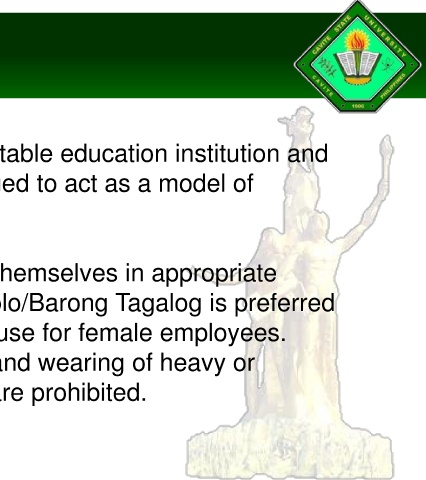 CAVITE STATE UNIVERSITY
CAVITE
PHILIPPINES
1906
table education institution and
ed to act as a model of
hemselves in appropriate
olo/Barong Tagalog is preferred
use for female employees.
and wearing of heavy or
are prohibited.